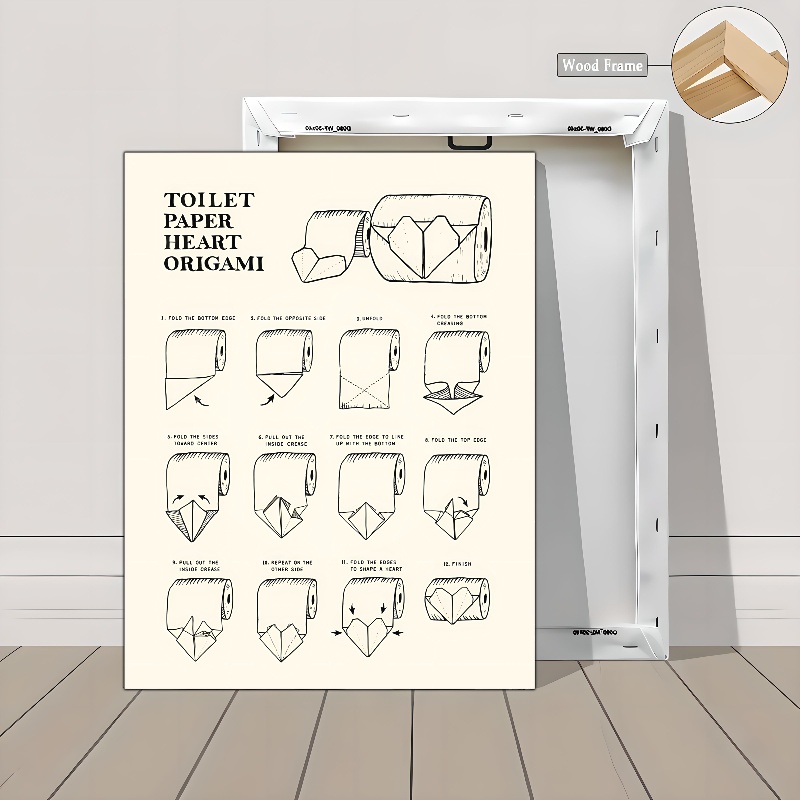 Wood Frame
TOILET
PAPER
HEART
ORIGAMI
1. FOLD THE BOTTOM EDGE
2. FOLD THE OPPOSITE SIDE
3. UNFOLD
4. FOLD THE BOTTOM
CREASING
5. FOLD THE SIDES
TOWARD CENTER
6. PULL OUT THE
INSIDE CREASE
7. FOLD THE EDGE TO LINE
UP WITH THE BOTTOM
8. FOLD THE TOP EDGE
9. PULL OUT THE
INSIDE CREASE
10. REPEAT ON THE
OTHER SIDE
11. FOLD THE EDGES
TO SHAPE A HEART
12. FINISH